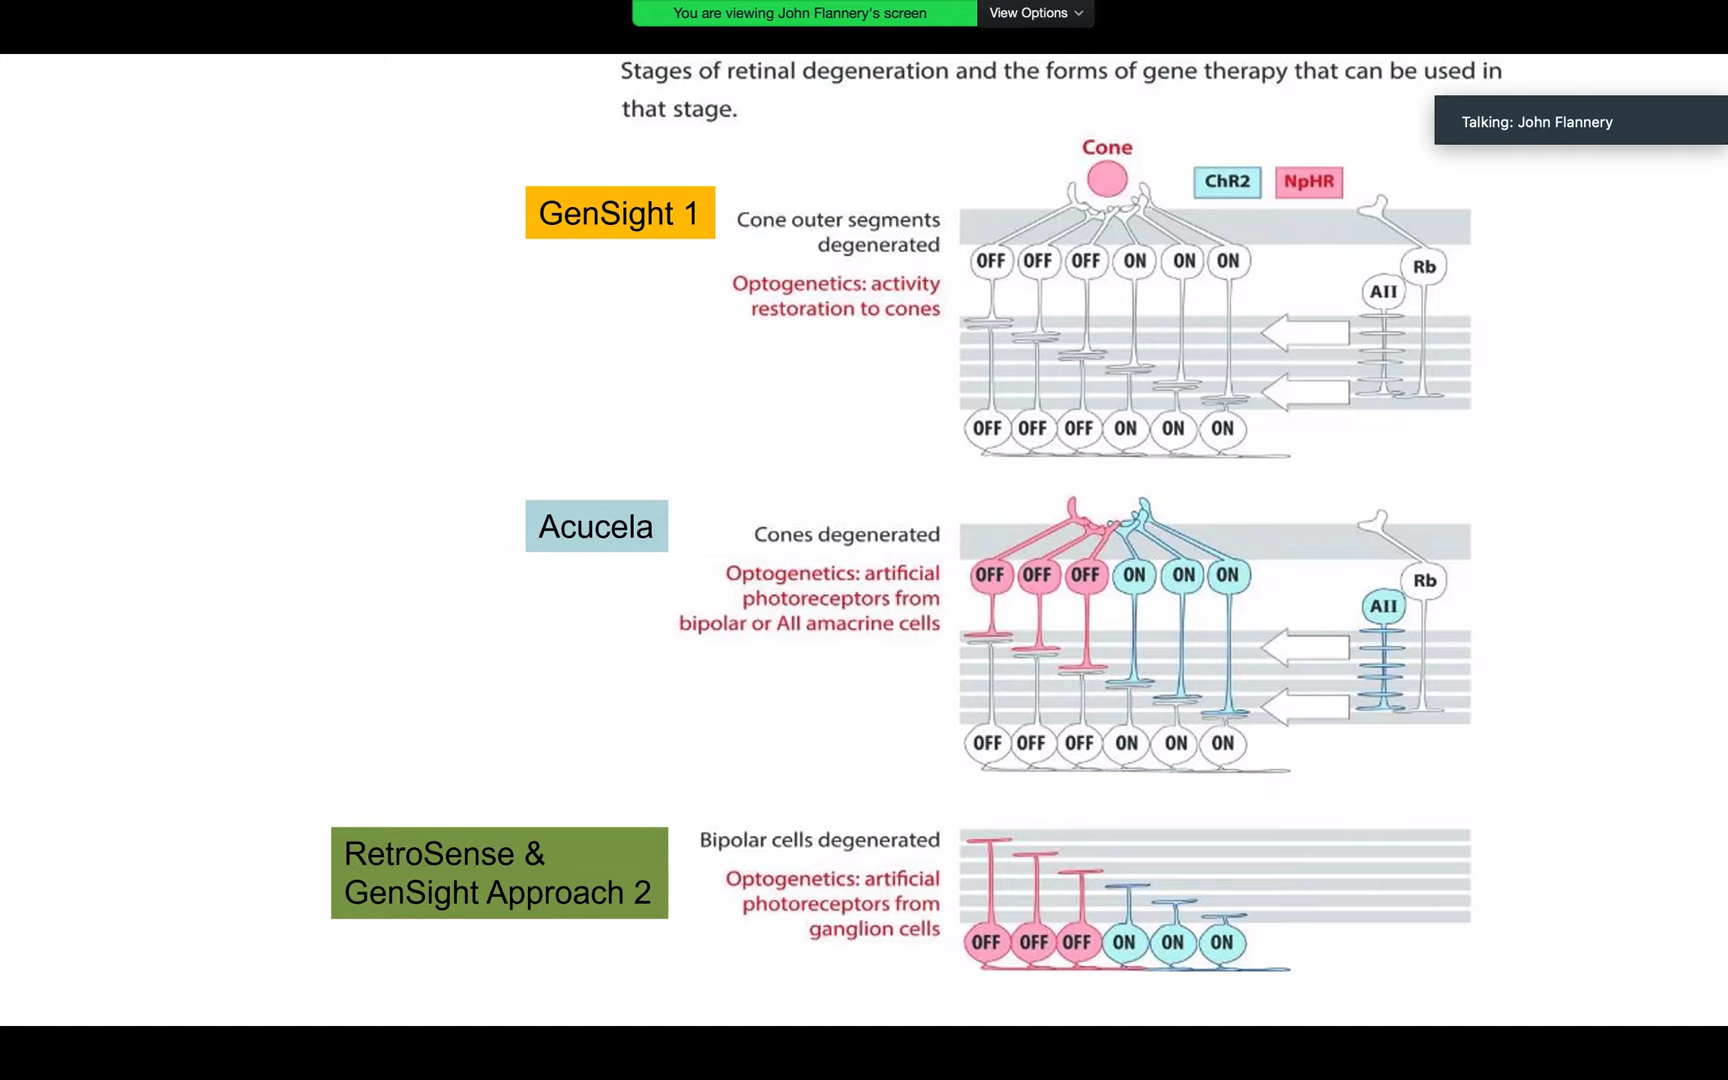 You are viewing John Flannery's screen
View Options
Stages of retinal degeneration and the forms of gene therapy that can be used in
that stage.
Talking: John Flannery
Cone
ChR2
NpHR
GenSight 1
Cone outer segments
degenerated
Optogenetics: activity
restoration to cones
OFF OFF OFF ON ON ON
Rb
AII
OFF OFF OFF ON ON ON
Acucela
Cones degenerated
Optogenetics: artificial
photoreceptors from
bipolar or AII amacrine cells
OFF OFF OFF ON ON ON
Rb
AII
OFF OFF OFF ON ON ON
RetroSense &
GenSight Approach 2
Bipolar cells degenerated
Optogenetics: artificial
photoreceptors from
ganglion cells
OFF OFF OFF ON ON ON